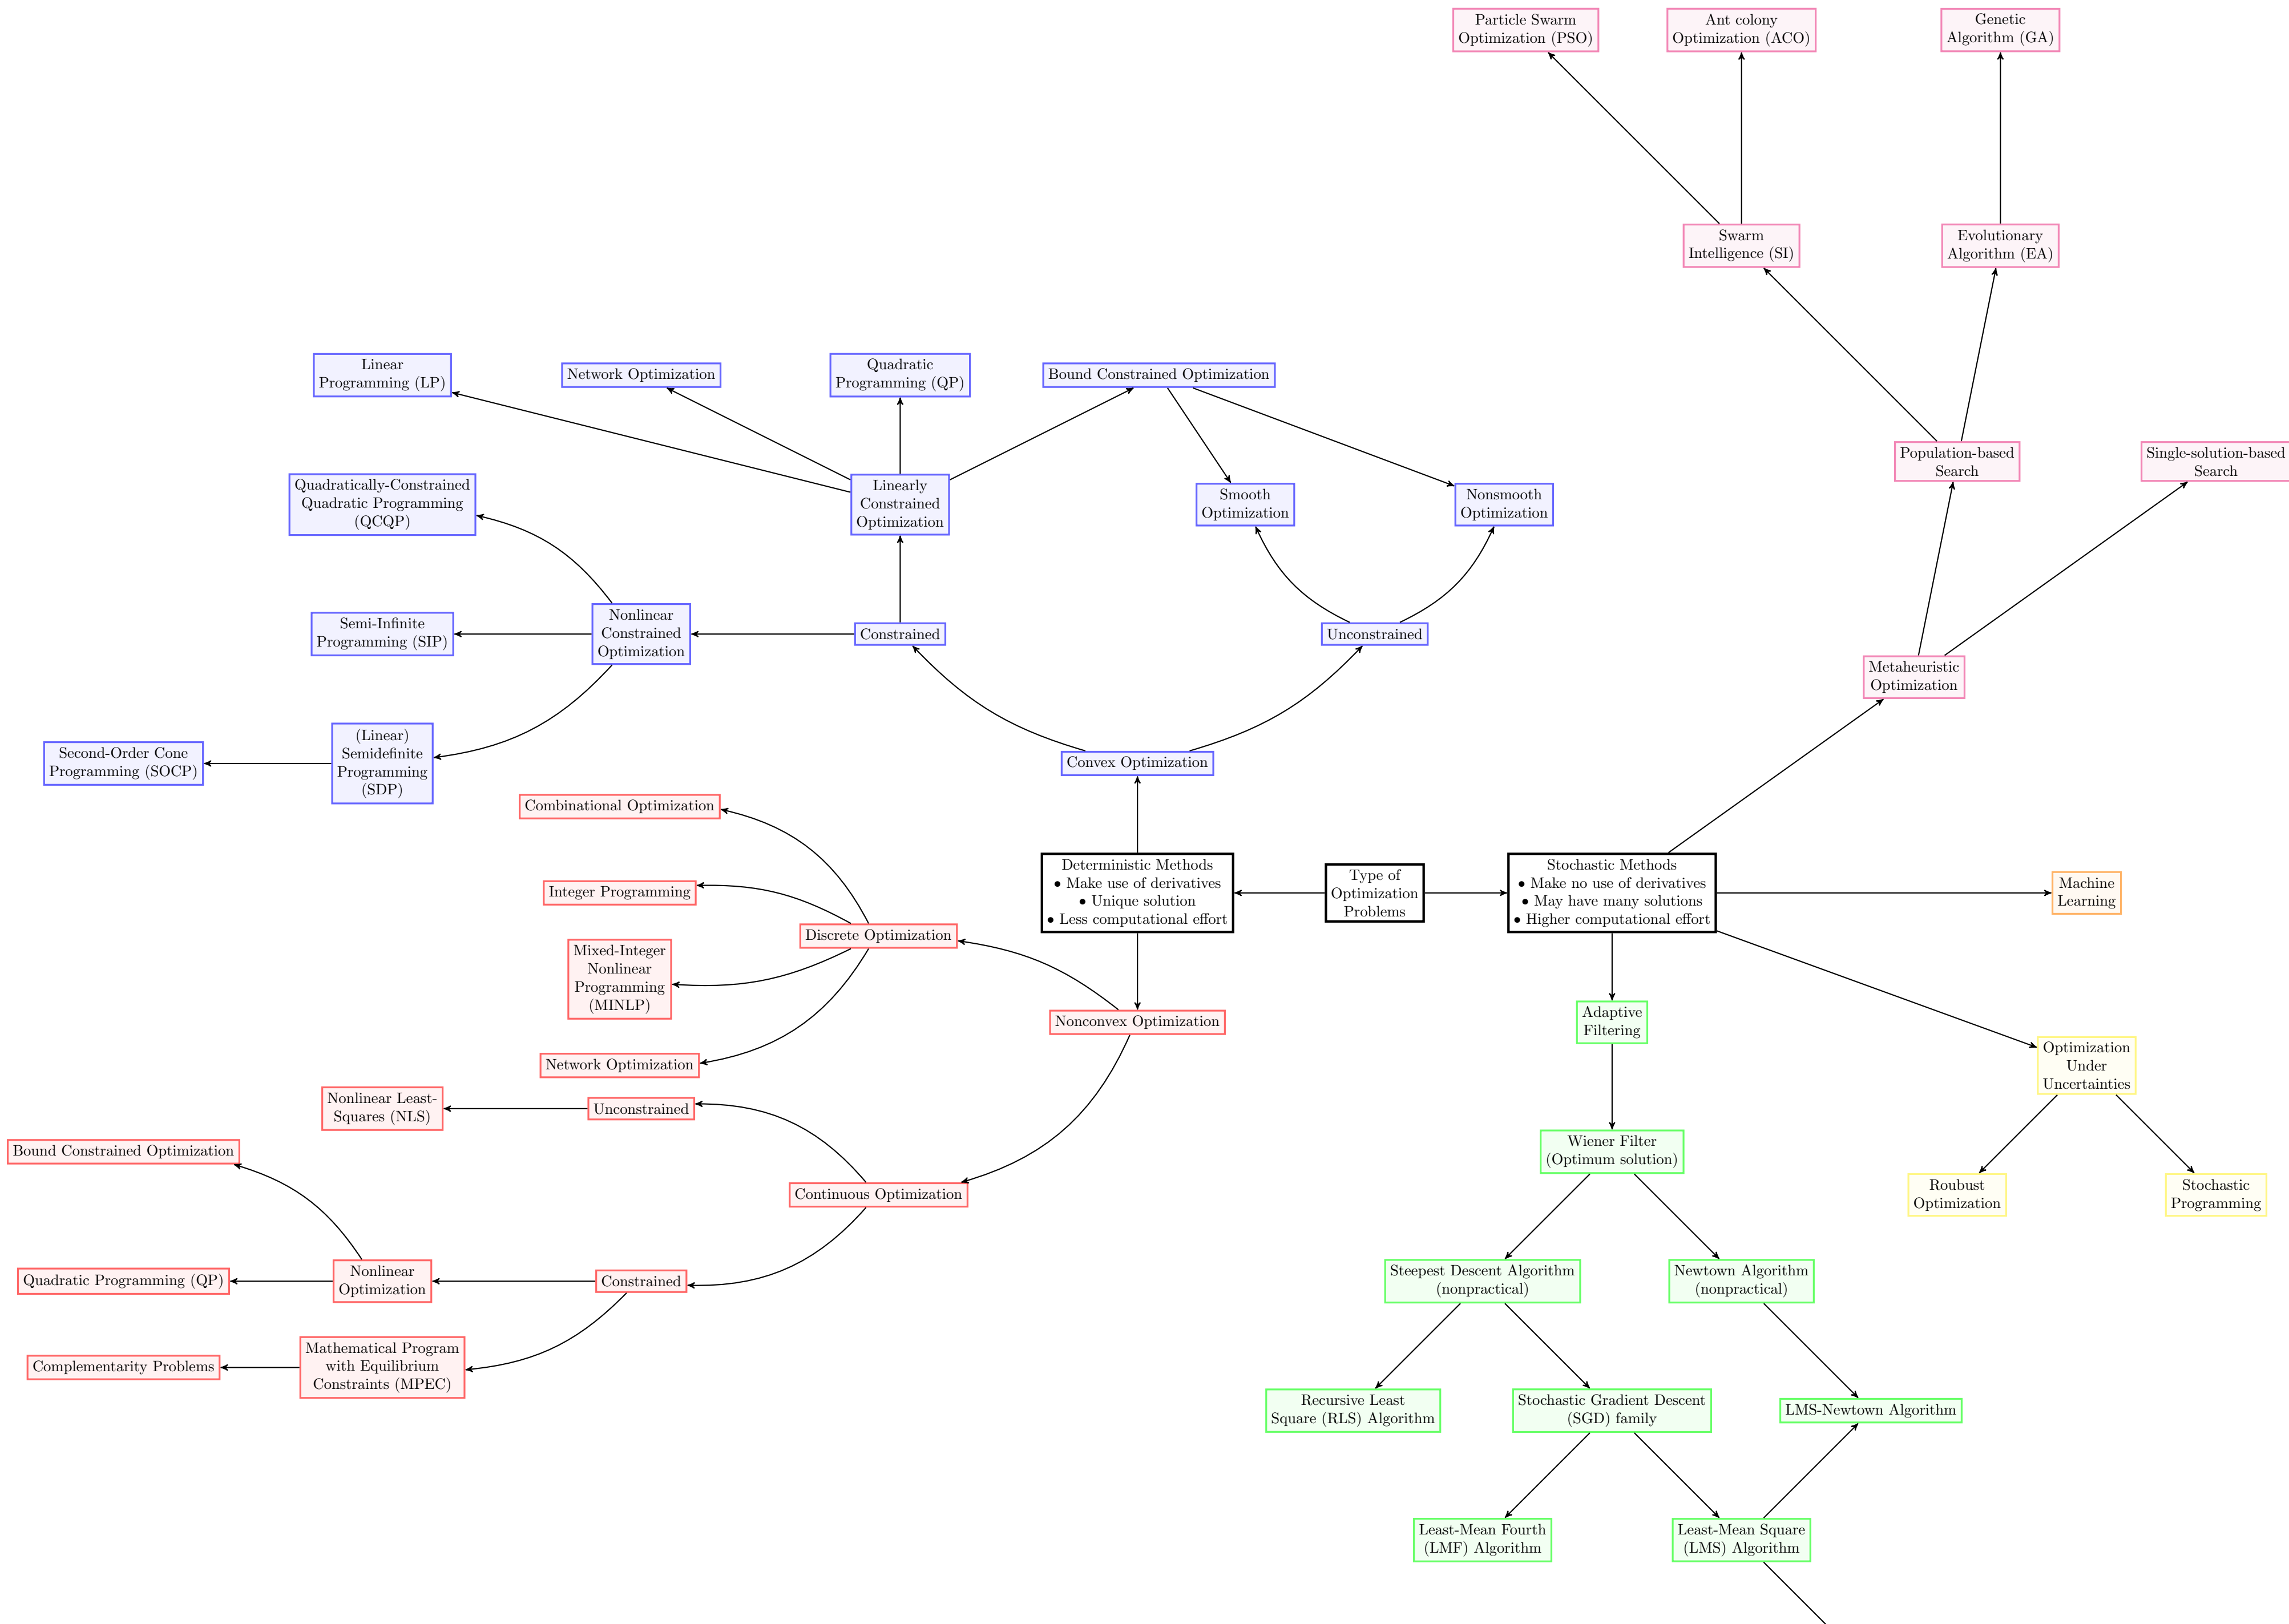 Particle Swarm
Optimization (PSO)
Ant colony
Optimization (ACO)
Genetic
Algorithm (GA)
Swarm
Intelligence (SI)
Evolutionary
Algorithm (EA)
Linear
Programming (LP)
Network Optimization
Quadratic
Programming (QP)
Bound Constrained Optimization
Population-based
Search
Single-solution-based
Search
Quadratically-Constrained
Quadratic Programming
(QCQP)
Linearly
Constrained
Optimization
Smooth
Optimization
Nonsmooth
Optimization
Semi-Infinite
Programming (SIP)
Nonlinear
Constrained
Optimization
Constrained
Unconstrained
Metaheuristic
Optimization
Second-Order Cone
Programming (SOCP)
(Linear)
Semidefinite
Programming
(SDP)
Convex Optimization
Combinational Optimization
Integer Programming
Deterministic Methods
• Make use of derivatives
• Unique solution
• Less computational effort
Type of
Optimization
Problems
Stochastic Methods
• Make no use of derivatives
• May have many solutions
• Higher computational effort
Machine
Learning
Discrete Optimization
Mixed-Integer
Nonlinear
Programming
(MINLP)
Nonconvex Optimization
Adaptive
Filtering
Network Optimization
Optimization
Under
Uncertainties
Nonlinear Least-
Squares (NLS)
Unconstrained
Bound Constrained Optimization
Wiener Filter
(Optimum solution)
Continuous Optimization
Roubust
Optimization
Stochastic
Programming
Quadratic Programming (QP)
Nonlinear
Optimization
Constrained
Steepest Descent Algorithm
(nonpractical)
Newtown Algorithm
(nonpractical)
Complementarity Problems
Mathematical Program
with Equilibrium
Constraints (MPEC)
Recursive Least
Square (RLS) Algorithm
Stochastic Gradient Descent
(SGD) family
LMS-Newtown Algorithm
Least-Mean Fourth
(LMF) Algorithm
Least-Mean Square
(LMS) Algorithm